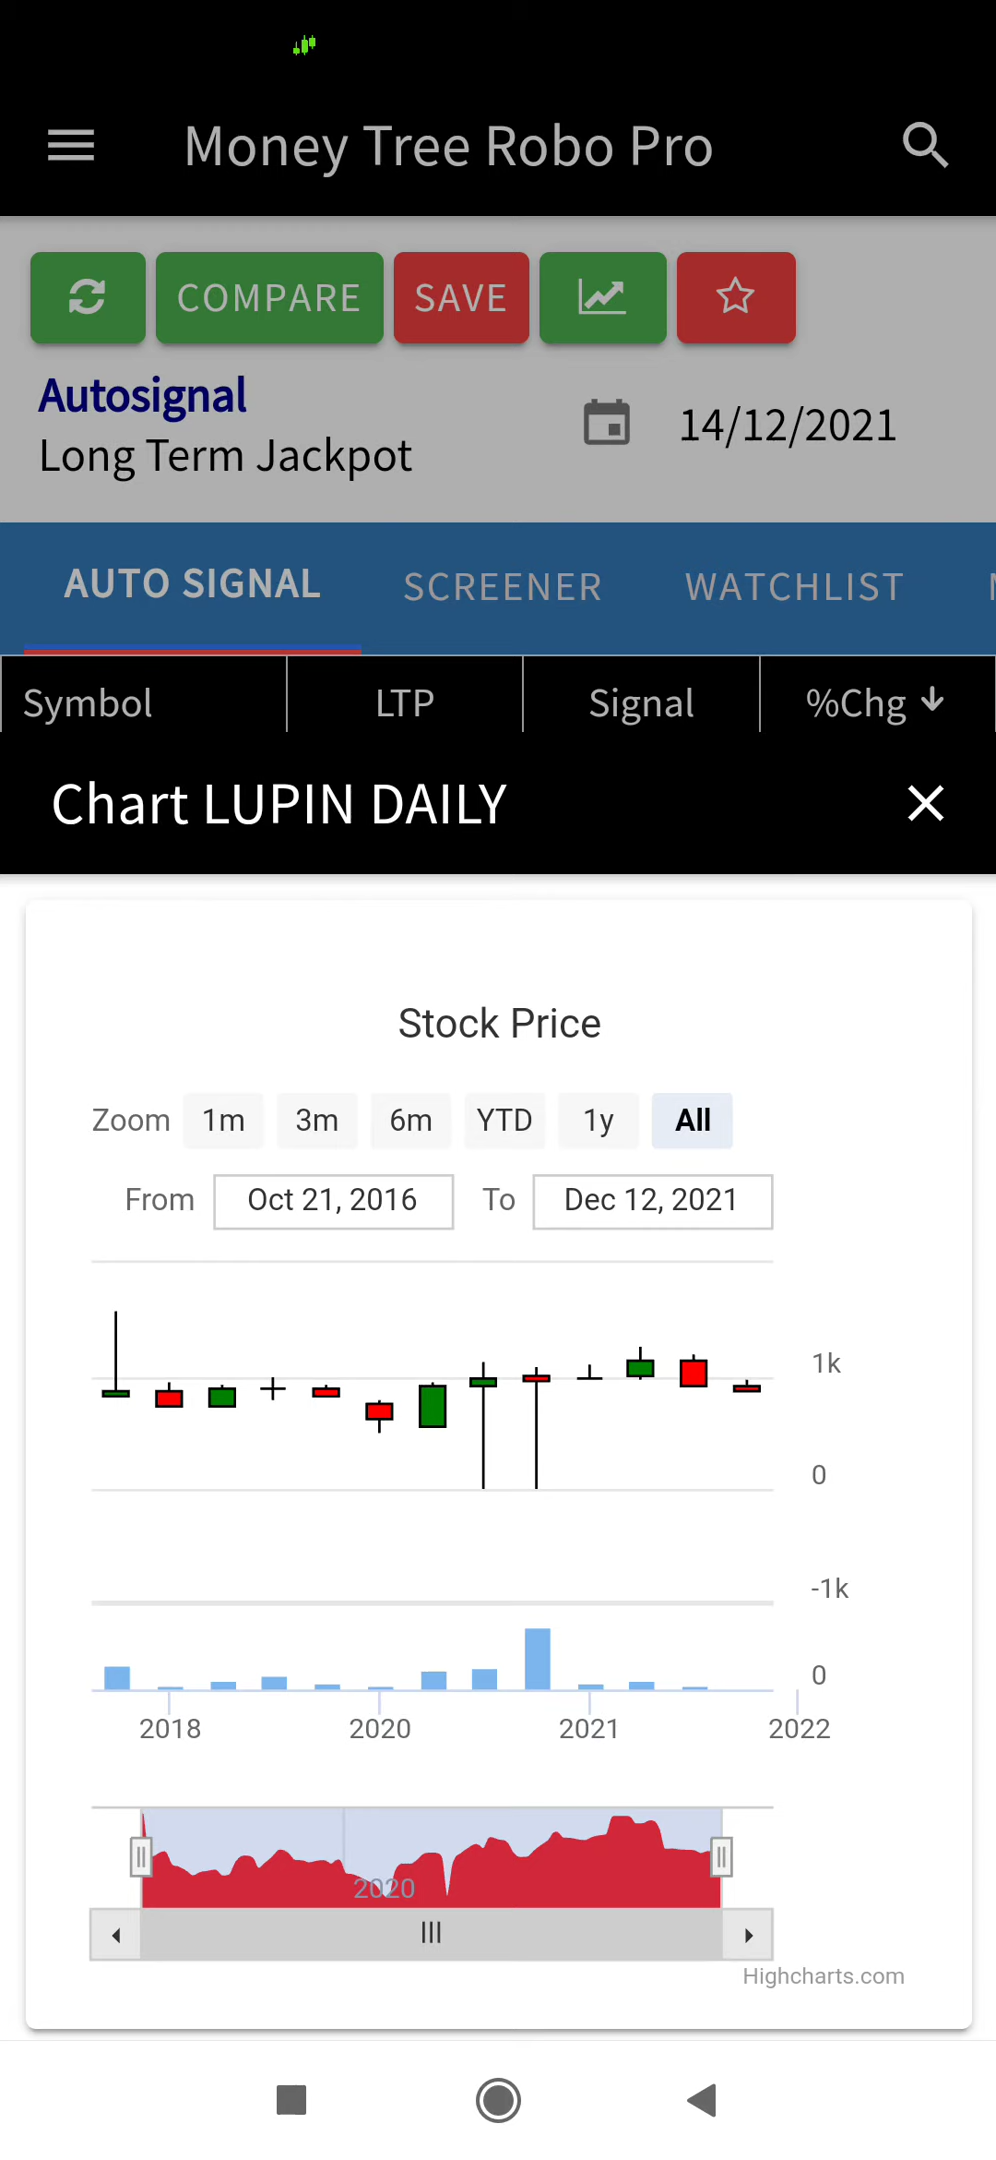 Money Tree Robo Pro
COMPARE SAVE
Autosignal
Long Term Jackpot
14/12/2021
AUTO SIGNAL SCREENER WATCHLIST
Symbol LTP Signal %Chg
Chart LUPIN DAILY
Stock Price
Zoom 1m 3m 6m YTD 1y All
From Oct 21, 2016 To Dec 12, 2021
1k
0
-1k
0
2018 2020 2021 2022
2020
Highcharts.com